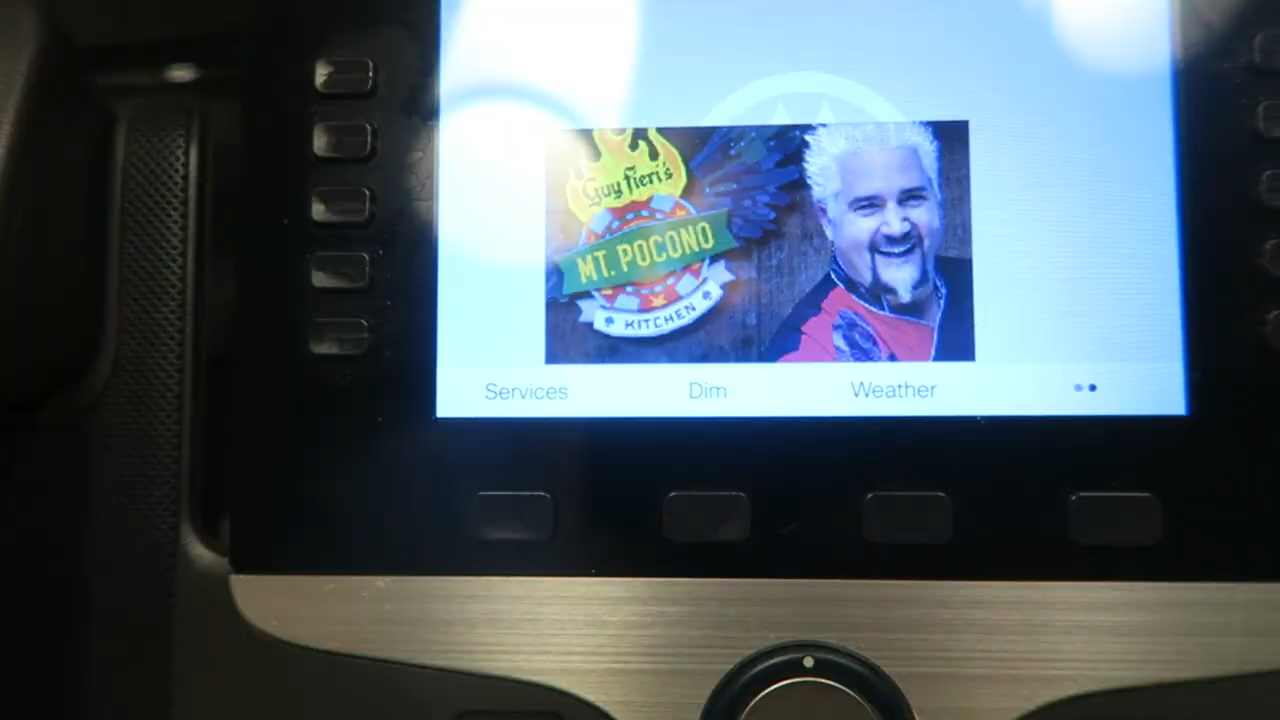 Guy Fieri's
MT. POCONO
KITCHEN
Services
Dim
Weather